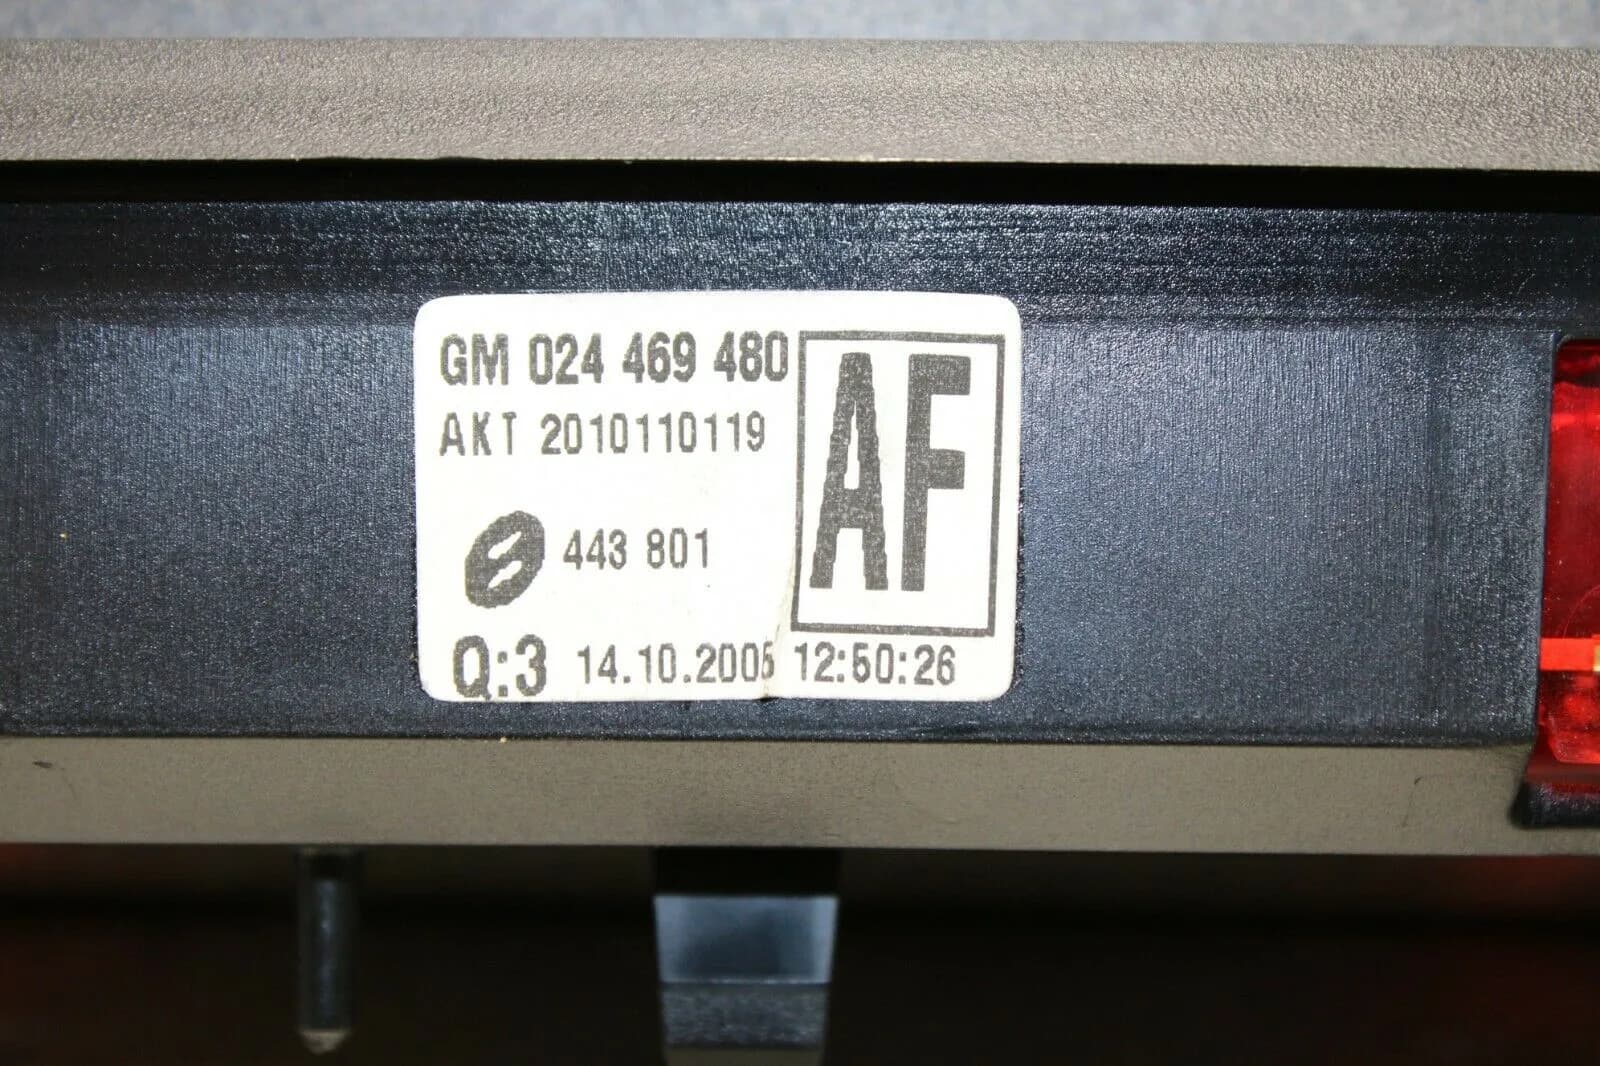 GM 024 469 480
AKT 2010110119
AF
443 801
Q:3 14.10.2005 12:50:26